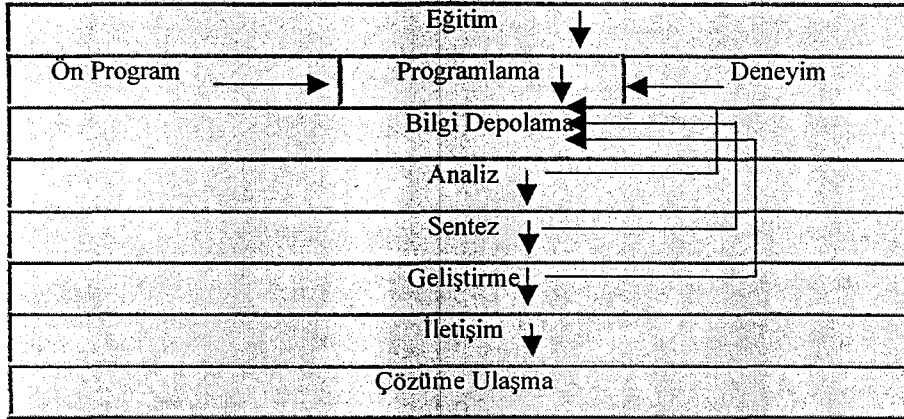 Eğitim
Ön Program Programlama Deneyim
Bilgi Depolama
Analiz
Sentez
Geliştirme
İletişim
Çözüme Ulaşma